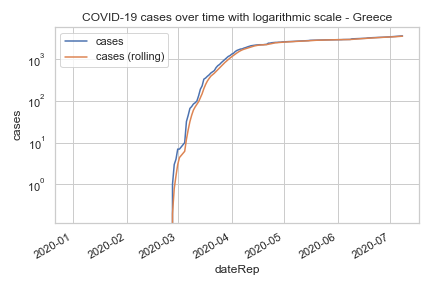 COVID-19 cases over time with logarithmic scale - Greece
cases
cases (rolling)
10³
10²
10¹
10⁰
cases
2020-01
2020-02
2020-03
2020-04
2020-05
2020-06
2020-07
dateRep